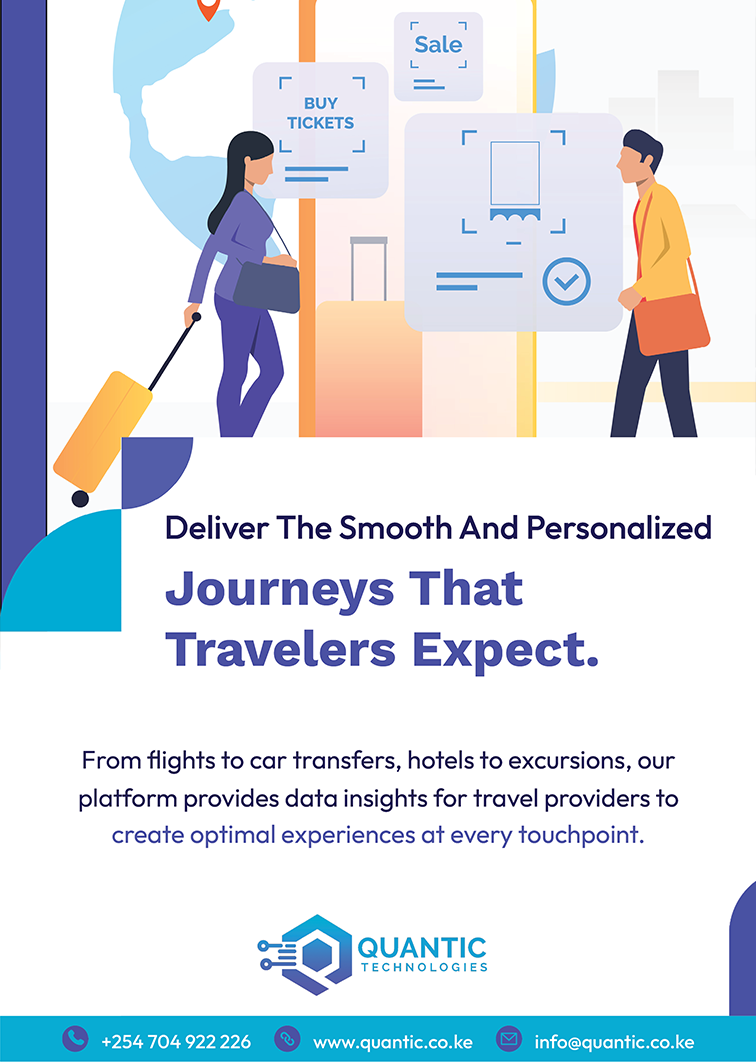 Sale
BUY
TICKETS
Deliver The Smooth And Personalized
Journeys That
Travelers Expect.
From flights to car transfers, hotels to excursions, our
platform provides data insights for travel providers to
create optimal experiences at every touchpoint.
QUANTIC
TECHNOLOGIES
+254 704 922 226 www.quantic.co.ke info@quantic.co.ke